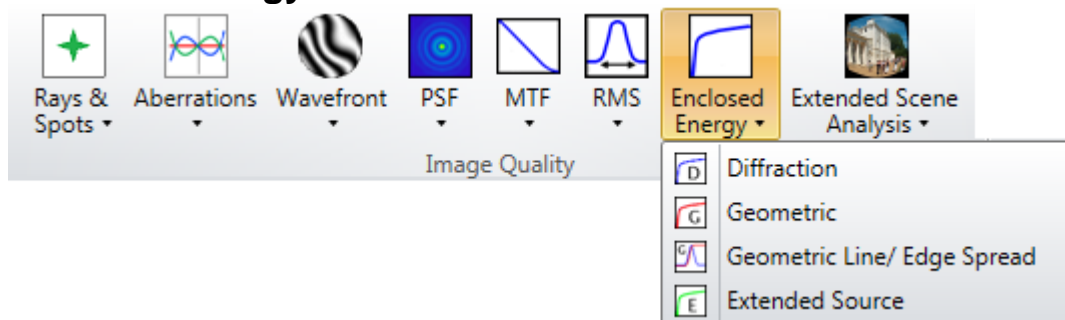 Rays & Aberrations Wavefront PSF MTF RMS Enclosed Extended Scene
Spots Energy Analysis
Image Quality
D Diffraction
G Geometric
G Geometric Line/ Edge Spread
E Extended Source